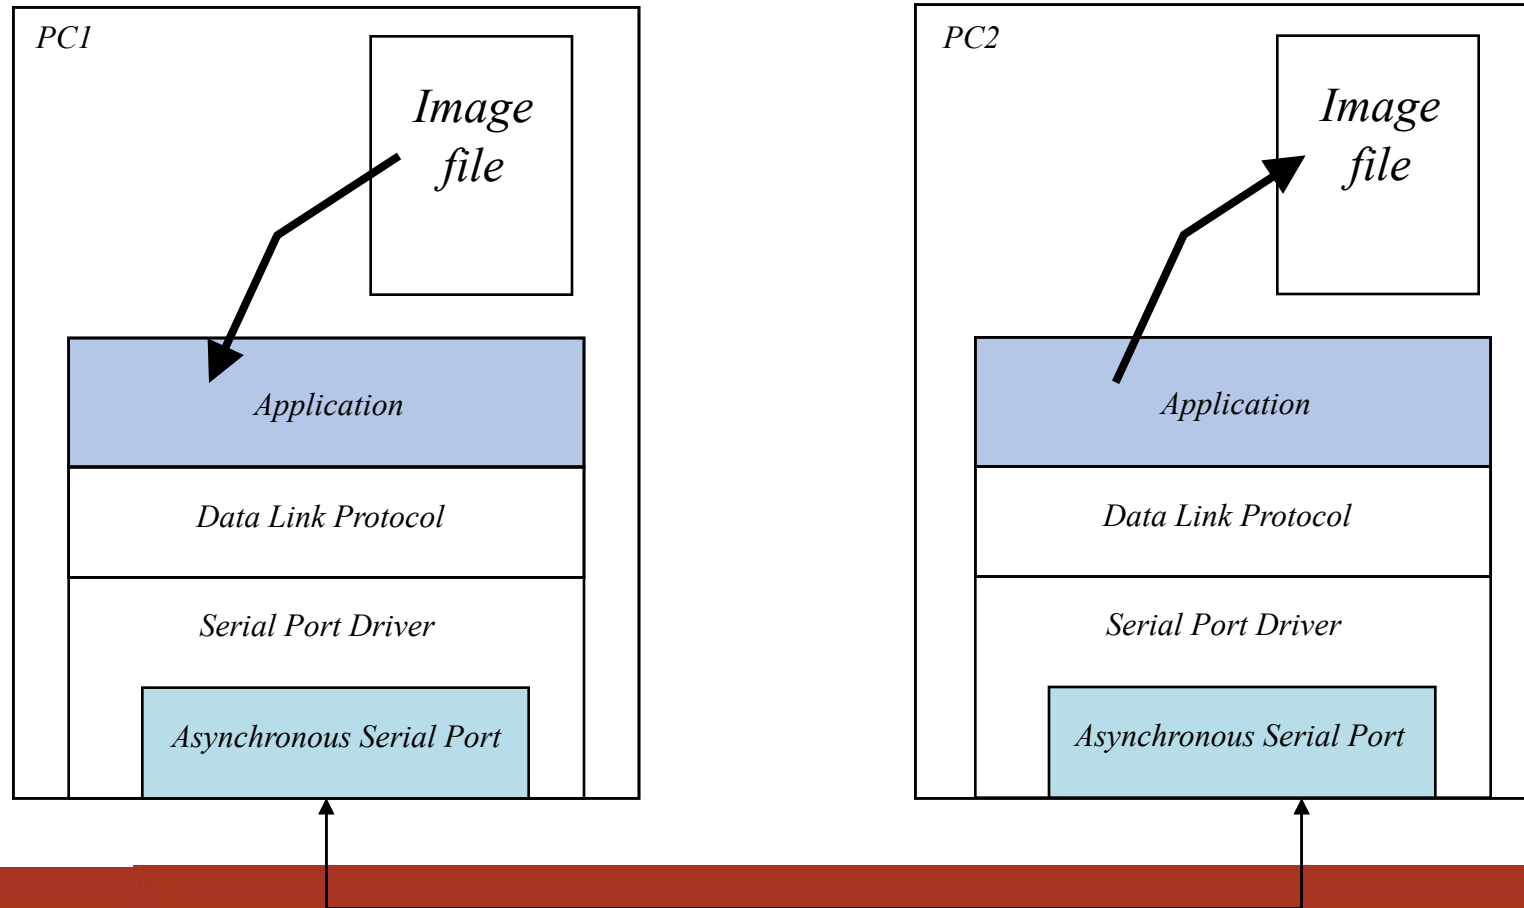 PC1
Image
file
Application
Data Link Protocol
Serial Port Driver
Asynchronous Serial Port
PC2
Image
file
Application
Data Link Protocol
Serial Port Driver
Asynchronous Serial Port